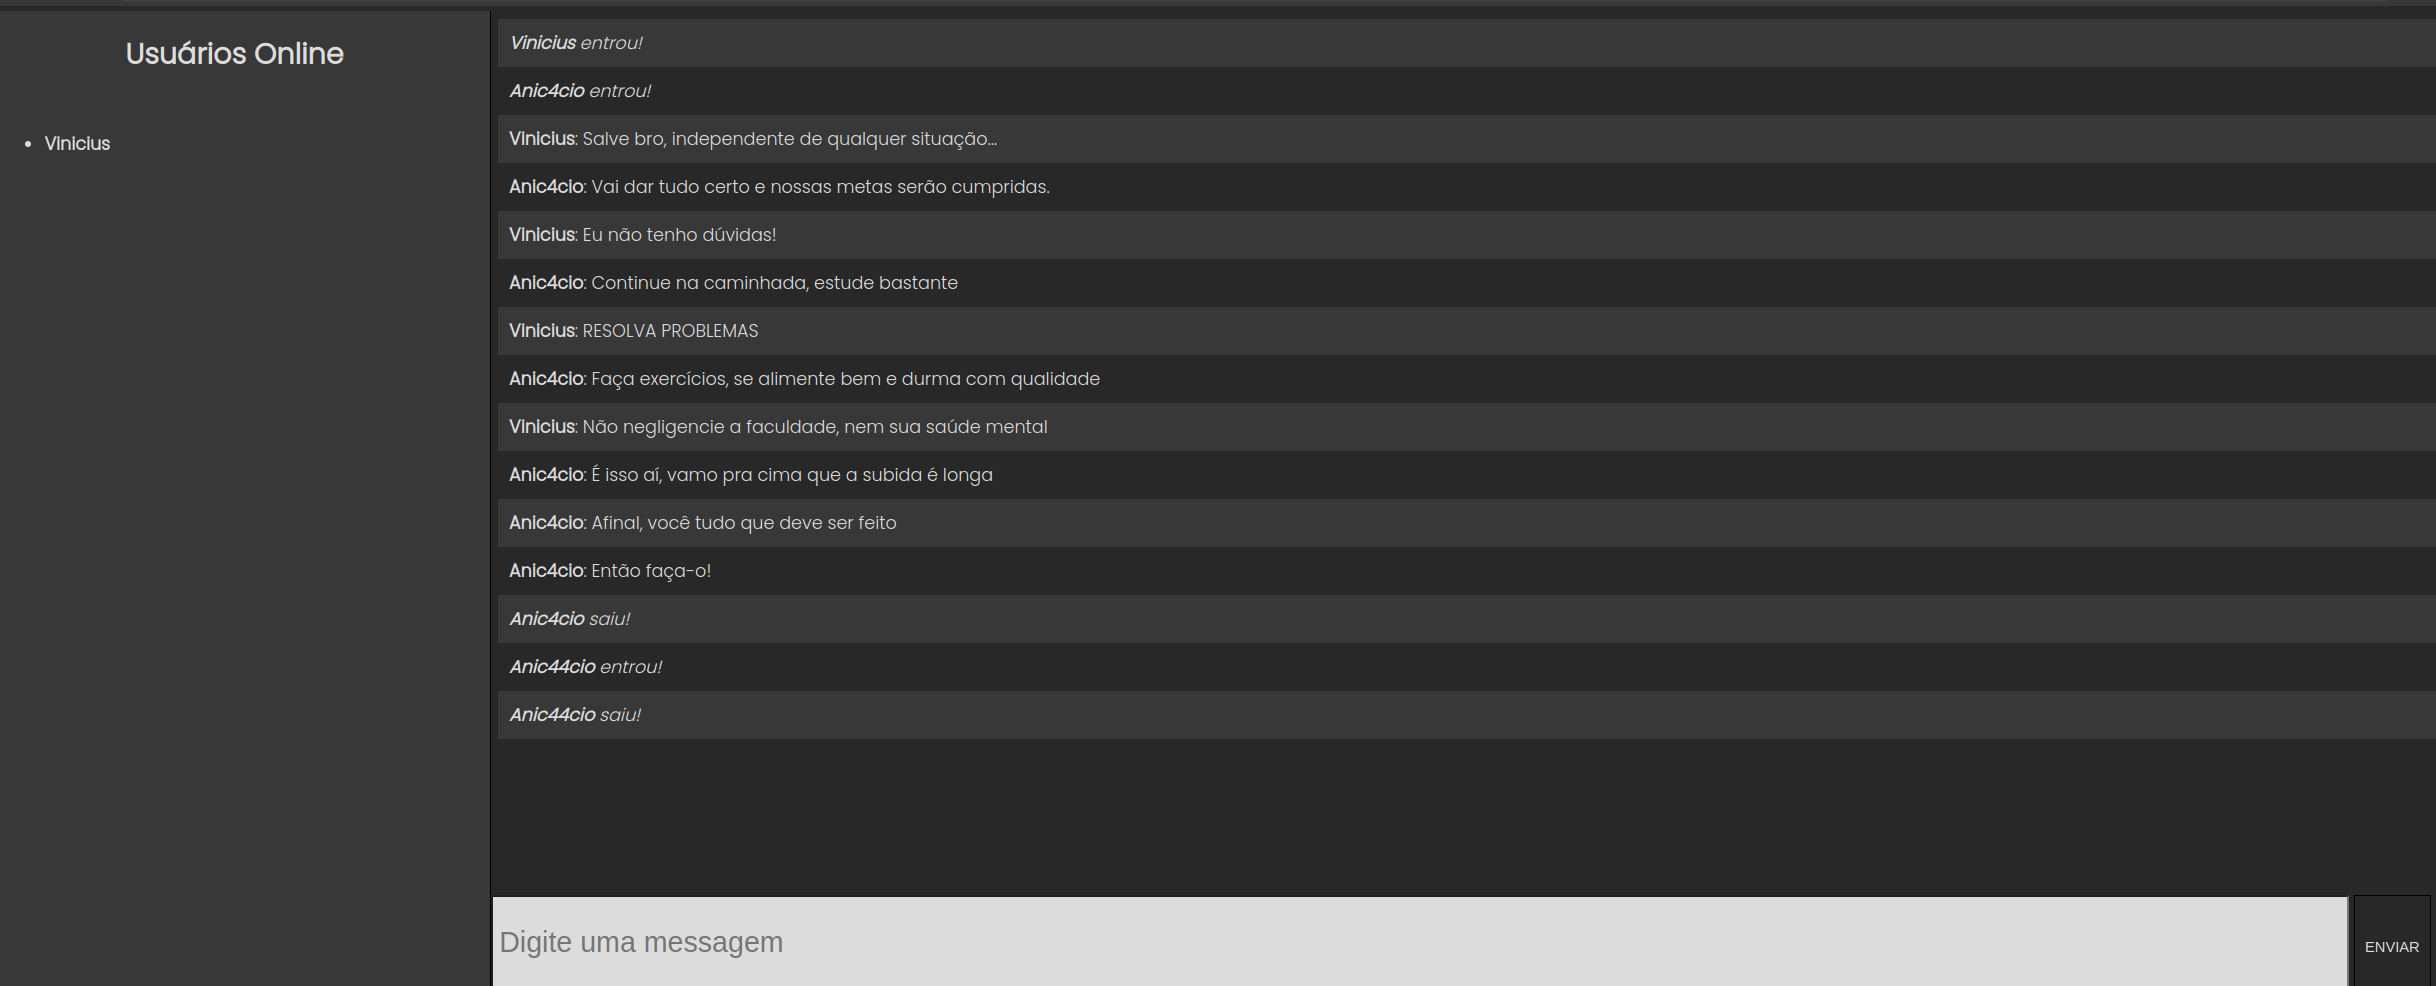 Usuários Online
Vinicius
Vinicius entrou!
Anic4cio entrou!
Vinicius: Salve bro, independente de qualquer situação...
Anic4cio: Vai dar tudo certo e nossas metas serão cumpridas.
Vinicius: Eu não tenho dúvidas!
Anic4cio: Continue na caminhada, estude bastante
Vinicius: RESOLVA PROBLEMAS
Anic4cio: Faça exercícios, se alimente bem e durma com qualidade
Vinicius: Não negligencie a faculdade, nem sua saúde mental
Anic4cio: É isso aí, vamo pra cima que a subida é longa
Anic4cio: Afinal, você tudo que deve ser feito
Anic4cio: Então faça-o!
Anic4cio saiu!
Anic44cio entrou!
Anic44cio saiu!
Digite uma messagem
ENVIAR